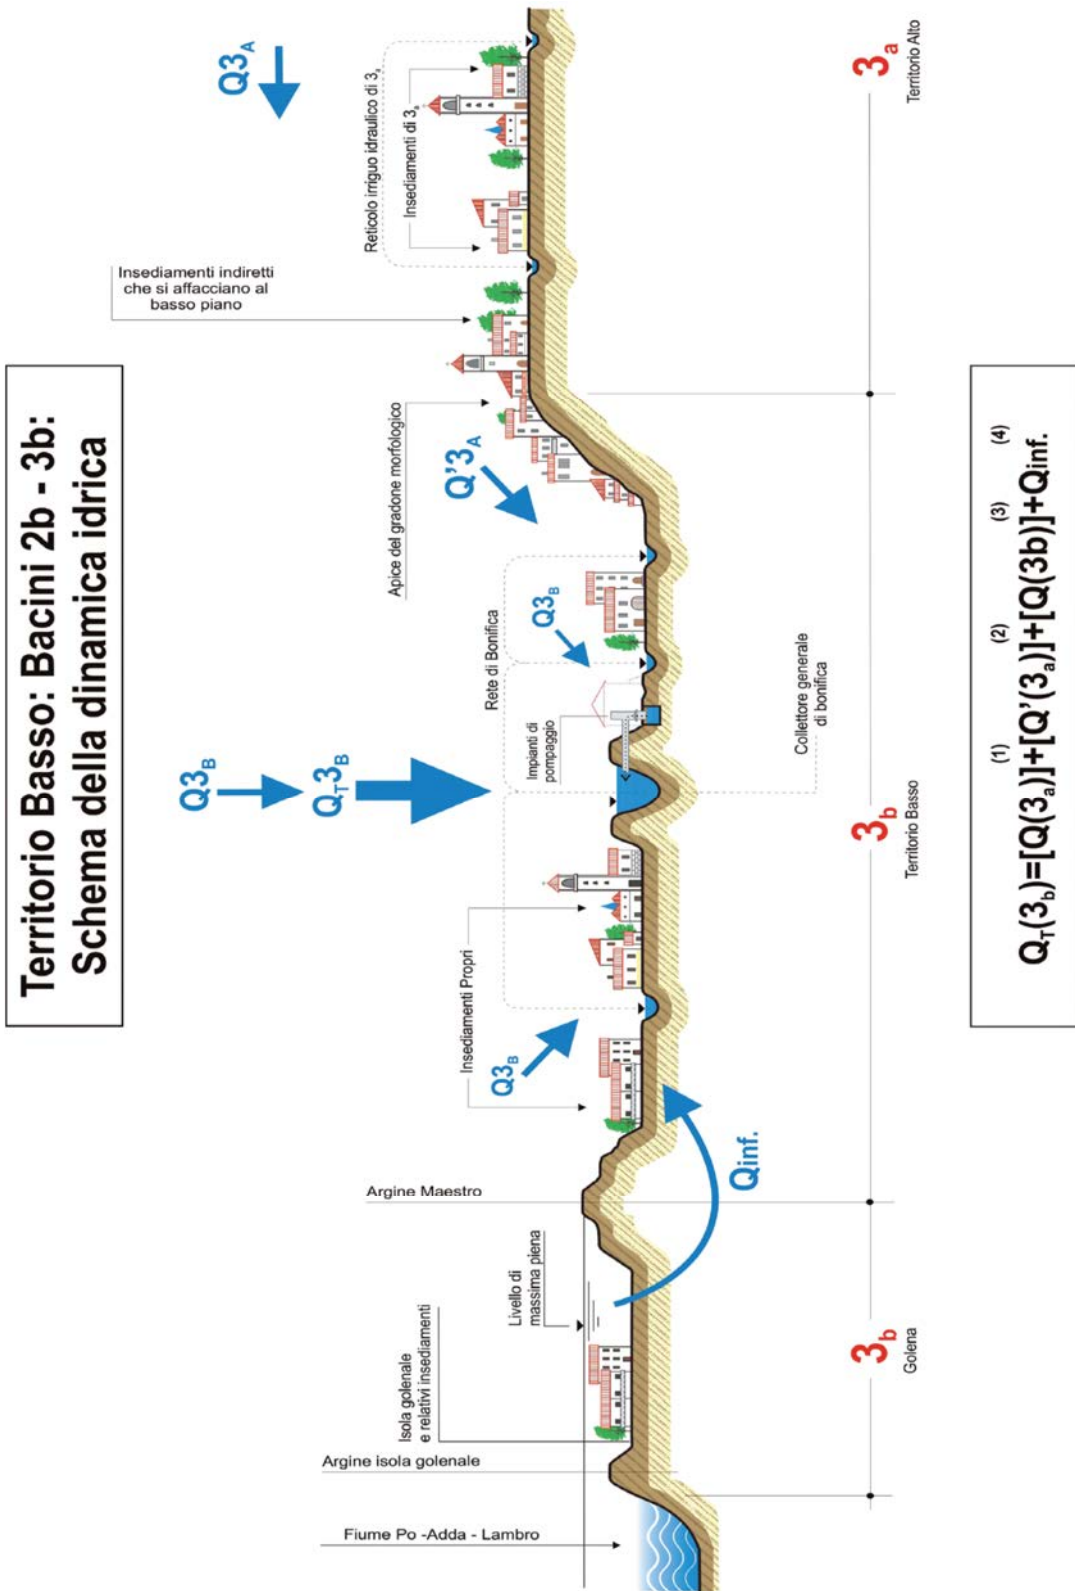 Territorio Basso: Bacini 2b - 3b:
Schema della dinamica idrica
Q3A
Reticolo irriguo idraulico di 3a
Insediamenti di 3a
Insediamenti indiretti
che si affacciano al
basso piano
Apice del gradone morfologico
Q'3A
Q3B
QT3B
Rete di Bonifica
Q3B
Impianti di
pompaggio
Insediamenti Propri
Q3B
Argine Maestro
Qinf.
Livello di
massima piena
Isola golenale
e relativi insediamenti
Argine isola golenale
Fiume Po -Adda - Lambro
Collettore generale
di bonifica
3b
Golena
3b
Territorio Basso
3a
Territorio Alto
(1) (2) (3) (4)
QT(3b)=[Q(3a)]+[Q'(3a)]+[Q(3b)]+Qinf.